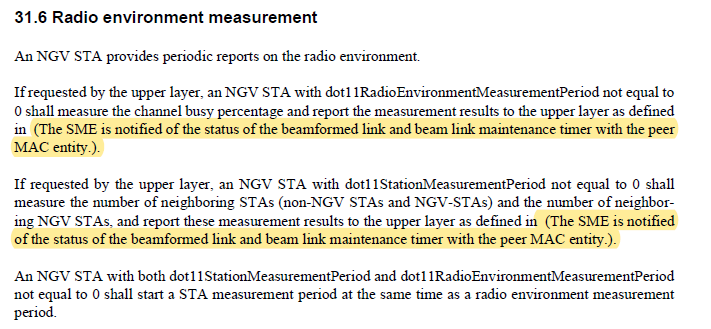 31.6 Radio environment measurement
An NGV STA provides periodic reports on the radio environment.
If requested by the upper layer, an NGV STA with dot11RadioEnvironmentMeasurementPeriod not equal to
0 shall measure the channel busy percentage and report the measurement results to the upper layer as defined
in (The SME is notified of the status of the beamformed link and beam link maintenance timer with the peer
MAC entity.).
If requested by the upper layer, an NGV STA with dot11StationMeasurementPeriod not equal to 0 shall
measure the number of neighboring STAs (non-NGV STAs and NGV-STAs) and the number of neighbor-
ing NGV STAs, and report these measurement results to the upper layer as defined in (The SME is notified
of the status of the beamformed link and beam link maintenance timer with the peer MAC entity.).
An NGV STA with both dot11StationMeasurementPeriod and dot11RadioEnvironmentMeasurementPeriod
not equal to 0 shall start a STA measurement period at the same time as a radio environment measurement
period.